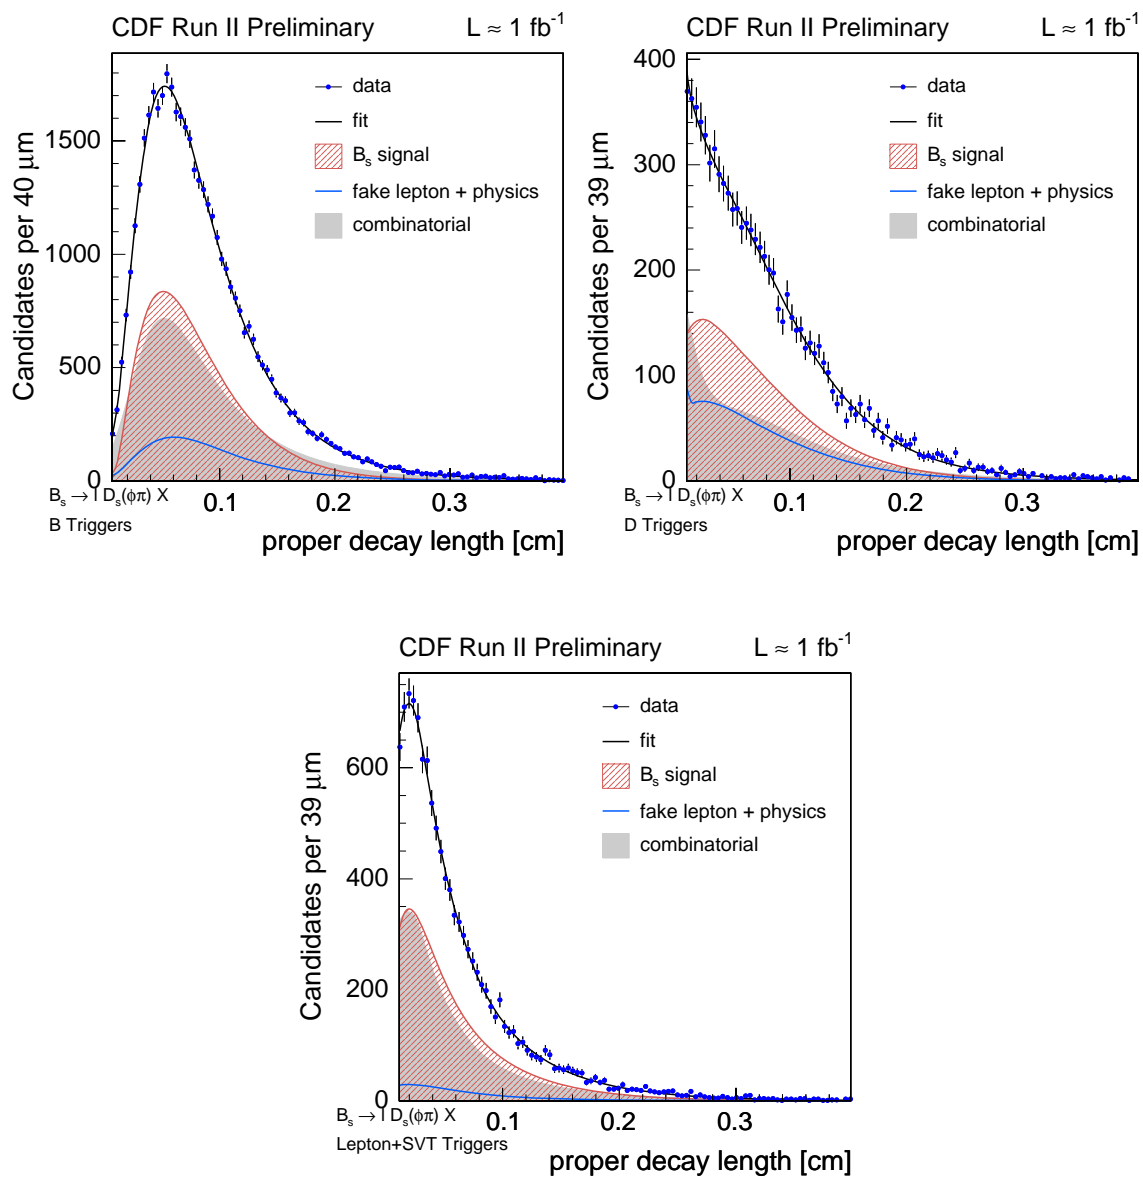 CDF Run II Preliminary L ≈ 1 fb⁻¹
Candidates per 40 μm
data
fit
Bₛ signal
fake lepton + physics
combinatorial
1500
1000
500
0
0.1 0.2 0.3
Bₛ → l Dₛ(ϕπ) X
B Triggers
proper decay length [cm]
CDF Run II Preliminary L ≈ 1 fb⁻¹
Candidates per 39 μm
data
fit
Bₛ signal
fake lepton + physics
combinatorial
400
300
200
100
0
0.1 0.2 0.3
Bₛ → l Dₛ(ϕπ) X
D Triggers
proper decay length [cm]
CDF Run II Preliminary L ≈ 1 fb⁻¹
Candidates per 39 μm
data
fit
Bₛ signal
fake lepton + physics
combinatorial
600
400
200
0
0.1 0.2 0.3
Bₛ → l Dₛ(ϕπ) X
Lepton+SVT Triggers
proper decay length [cm]